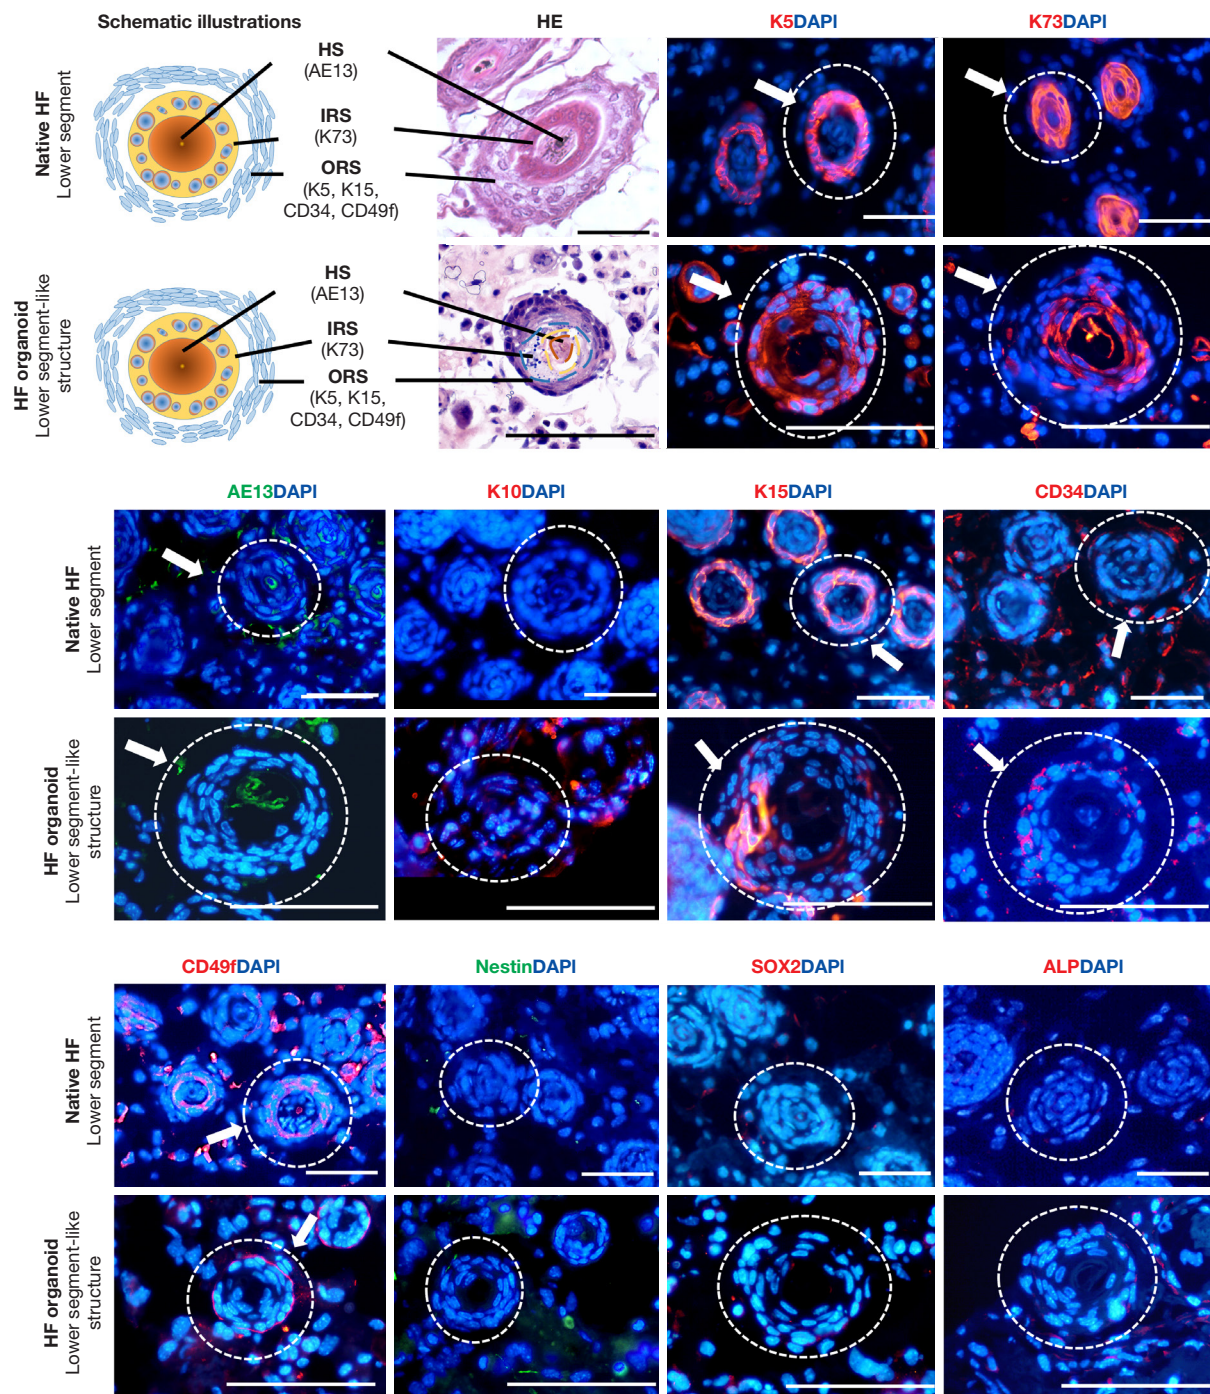 Schematic illustrations
HE
K5DAPI
K73DAPI
Native HF
Lower segment
HS
(AE13)
IRS
(K73)
ORS
(K5, K15,
CD34, CD49f)
HF organoid
Lower segment-like
structure
HS
(AE13)
IRS
(K73)
ORS
(K5, K15,
CD34, CD49f)
AE13DAPI
K10DAPI
K15DAPI
CD34DAPI
Native HF
Lower segment
HF organoid
Lower segment-like
structure
CD49fDAPI
NestinDAPI
SOX2DAPI
ALPDAPI
Native HF
Lower segment
HF organoid
Lower segment-like
structure